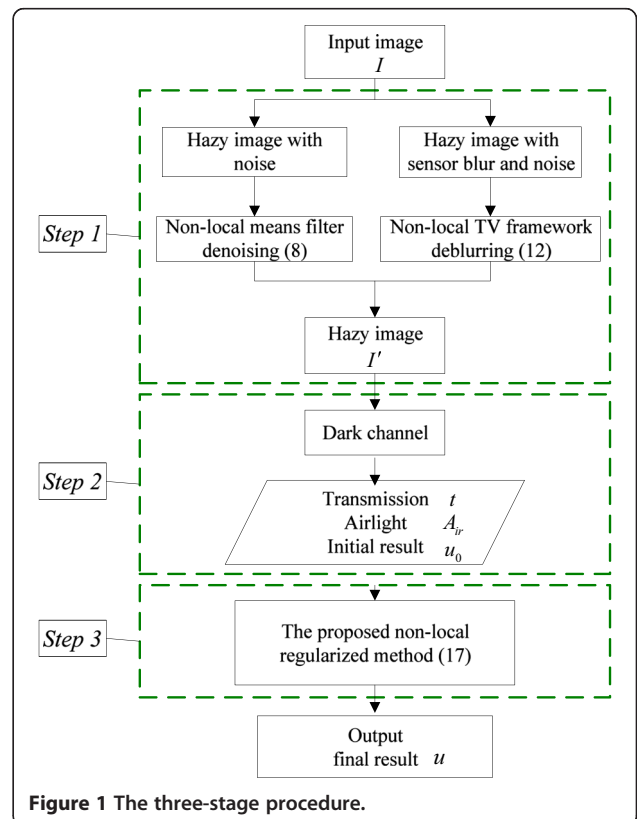 Input image
I
Hazy image with
noise
Hazy image with
sensor blur and noise
Step 1
Non-local means filter
denoising (8)
Non-local TV framework
deblurring (12)
Hazy image
I′
Dark channel
Step 2
Transmission t
Airlight A_ir
Initial result u_0
Step 3
The proposed non-local
regularized method (17)
Output
final result u
Figure 1 The three-stage procedure.